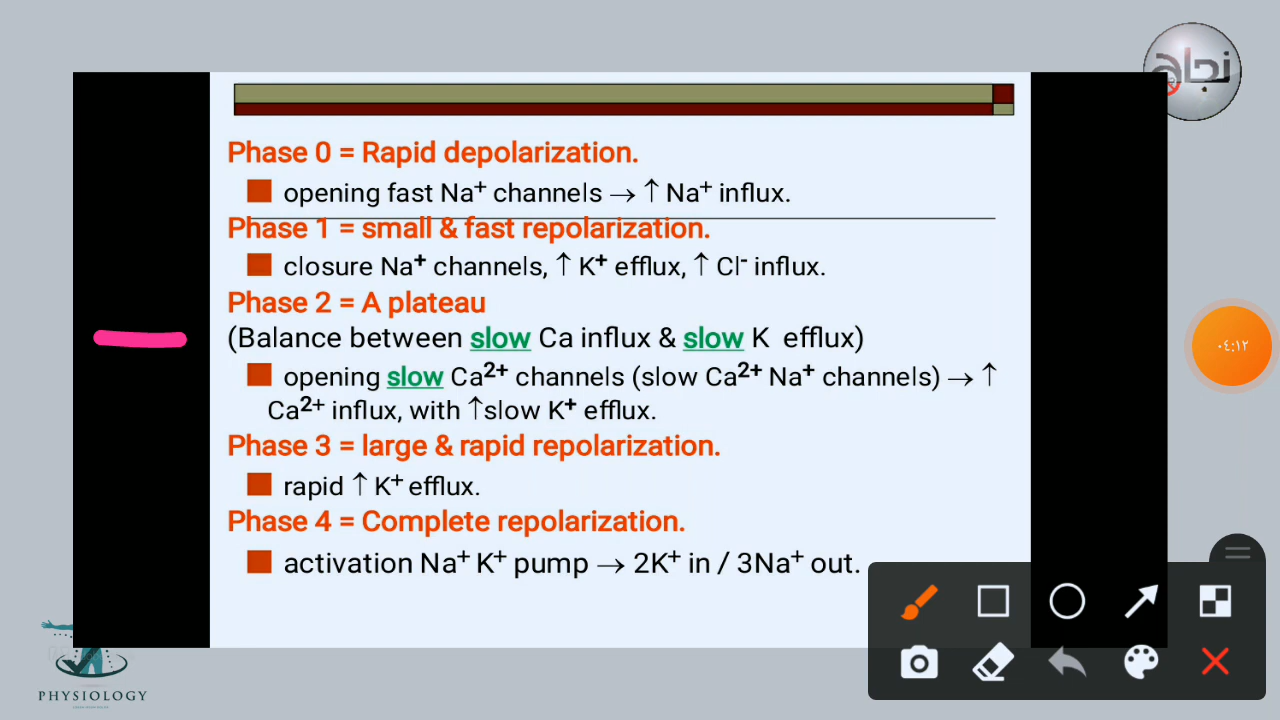 نجاح
Phase 0 = Rapid depolarization.
opening fast Na⁺ channels → ↑ Na⁺ influx.
Phase 1 = small & fast repolarization.
closure Na⁺ channels, ↑ K⁺ efflux, ↑ Cl⁻ influx.
Phase 2 = A plateau
(Balance between slow Ca influx & slow K efflux)
opening slow Ca²⁺ channels (slow Ca²⁺ Na⁺ channels) → ↑
Ca²⁺ influx, with ↑slow K⁺ efflux.
Phase 3 = large & rapid repolarization.
rapid ↑ K⁺ efflux.
Phase 4 = Complete repolarization.
activation Na⁺ K⁺ pump → 2K⁺ in / 3Na⁺ out.
٠٤:١٢
PHYSIOLOGY